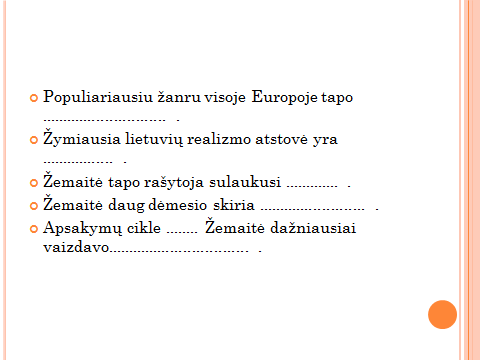 Populiariausiu žanru visoje Europoje tapo
............................... .
Žymiausia lietuvių realizmo atstovė yra
................. .
Žemaitė tapo rašytoja sulaukusi ............. .
Žemaitė daug dėmesio skiria .......................... .
Apsakymų cikle ........ Žemaitė dažniausiai
vaizdavo.................................. .